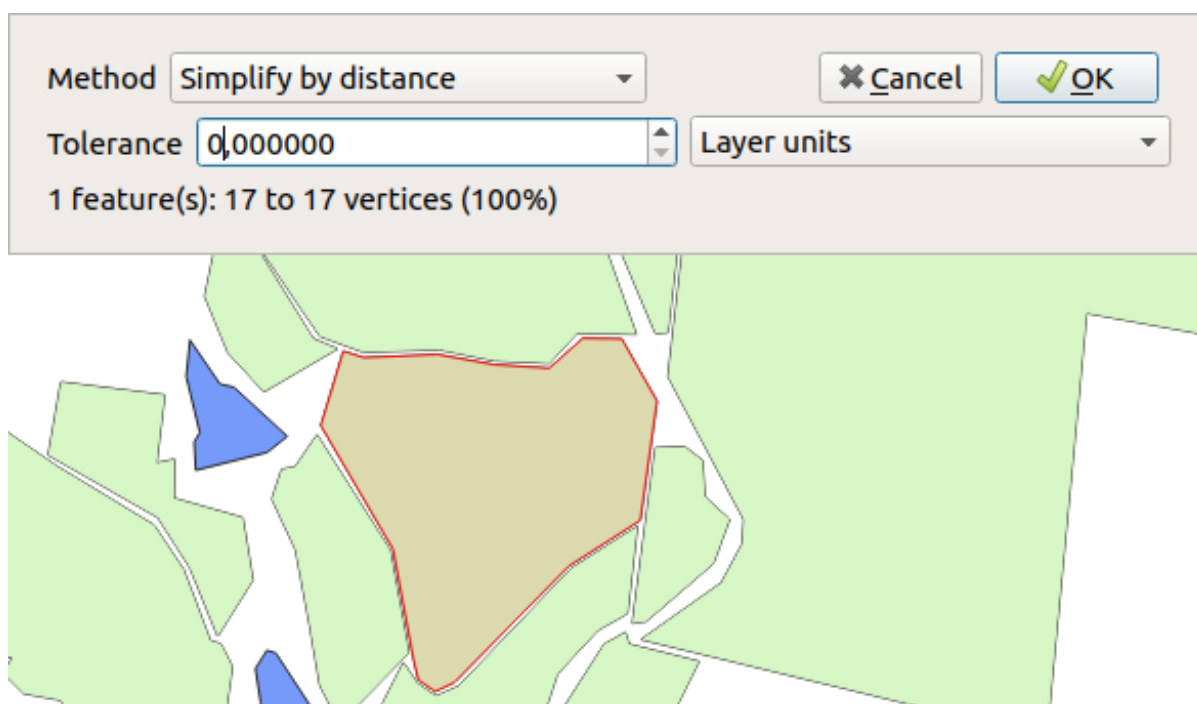 Method Simplify by distance Cancel OK
Tolerance 0,000000 Layer units
1 feature(s): 17 to 17 vertices (100%)